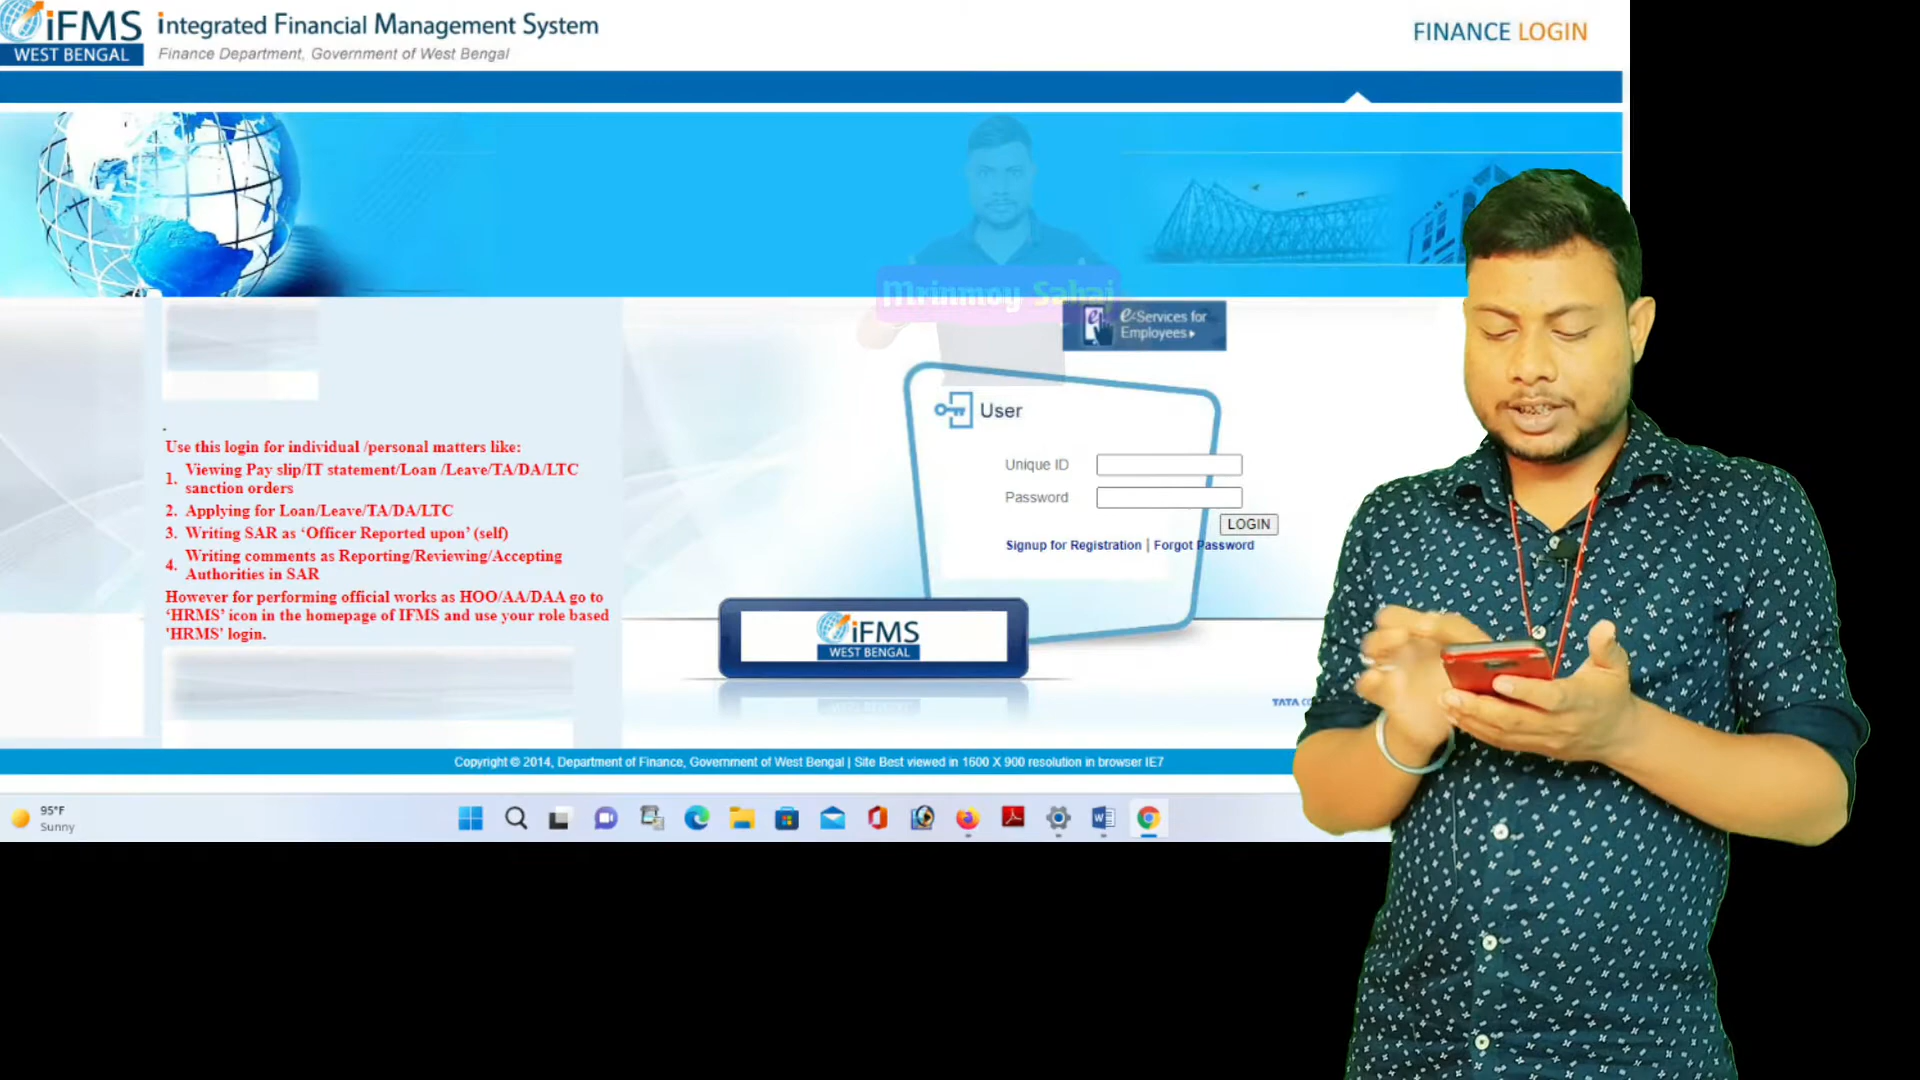 iFMS
WEST BENGAL
Integrated Financial Management System
Finance Department, Government of West Bengal
FINANCE LOGIN
Mrinmoy Sahaj
e-Services for
Employees
User
Unique ID
Password
LOGIN
Signup for Registration | Forgot Password
.
Use this login for individual /personal matters like:
1. Viewing Pay slip/IT statement/Loan /Leave/TA/DA/LTC
sanction orders
2. Applying for Loan/Leave/TA/DA/LTC
3. Writing SAR as ‘Officer Reported upon’ (self)
4. Writing comments as Reporting/Reviewing/Accepting
Authorities in SAR
However for performing official works as HOO/AA/DAA go to
‘HRMS’ icon in the homepage of IFMS and use your role based
'HRMS' login.
iFMS
WEST BENGAL
TATA
Copyright © 2014, Department of Finance, Government of West Bengal | Site Best viewed in 1600 X 900 resolution in browser IE7
95°F
Sunny